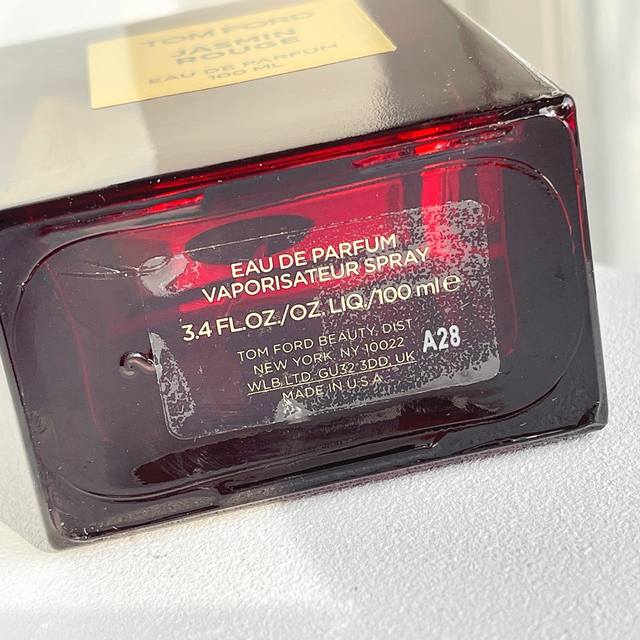 TOM FORD
JASMIN
ROUGE
EAU DE PARFUM
100 ML
EAU DE PARFUM
VAPORISATEUR SPRAY
3.4 FL.OZ./OZ. LIQ./100 ml e
TOM FORD BEAUTY, DIST
NEW YORK, NY 10022
WLB LTD. GU32 3DD, UK
MADE IN U.S.A
A28